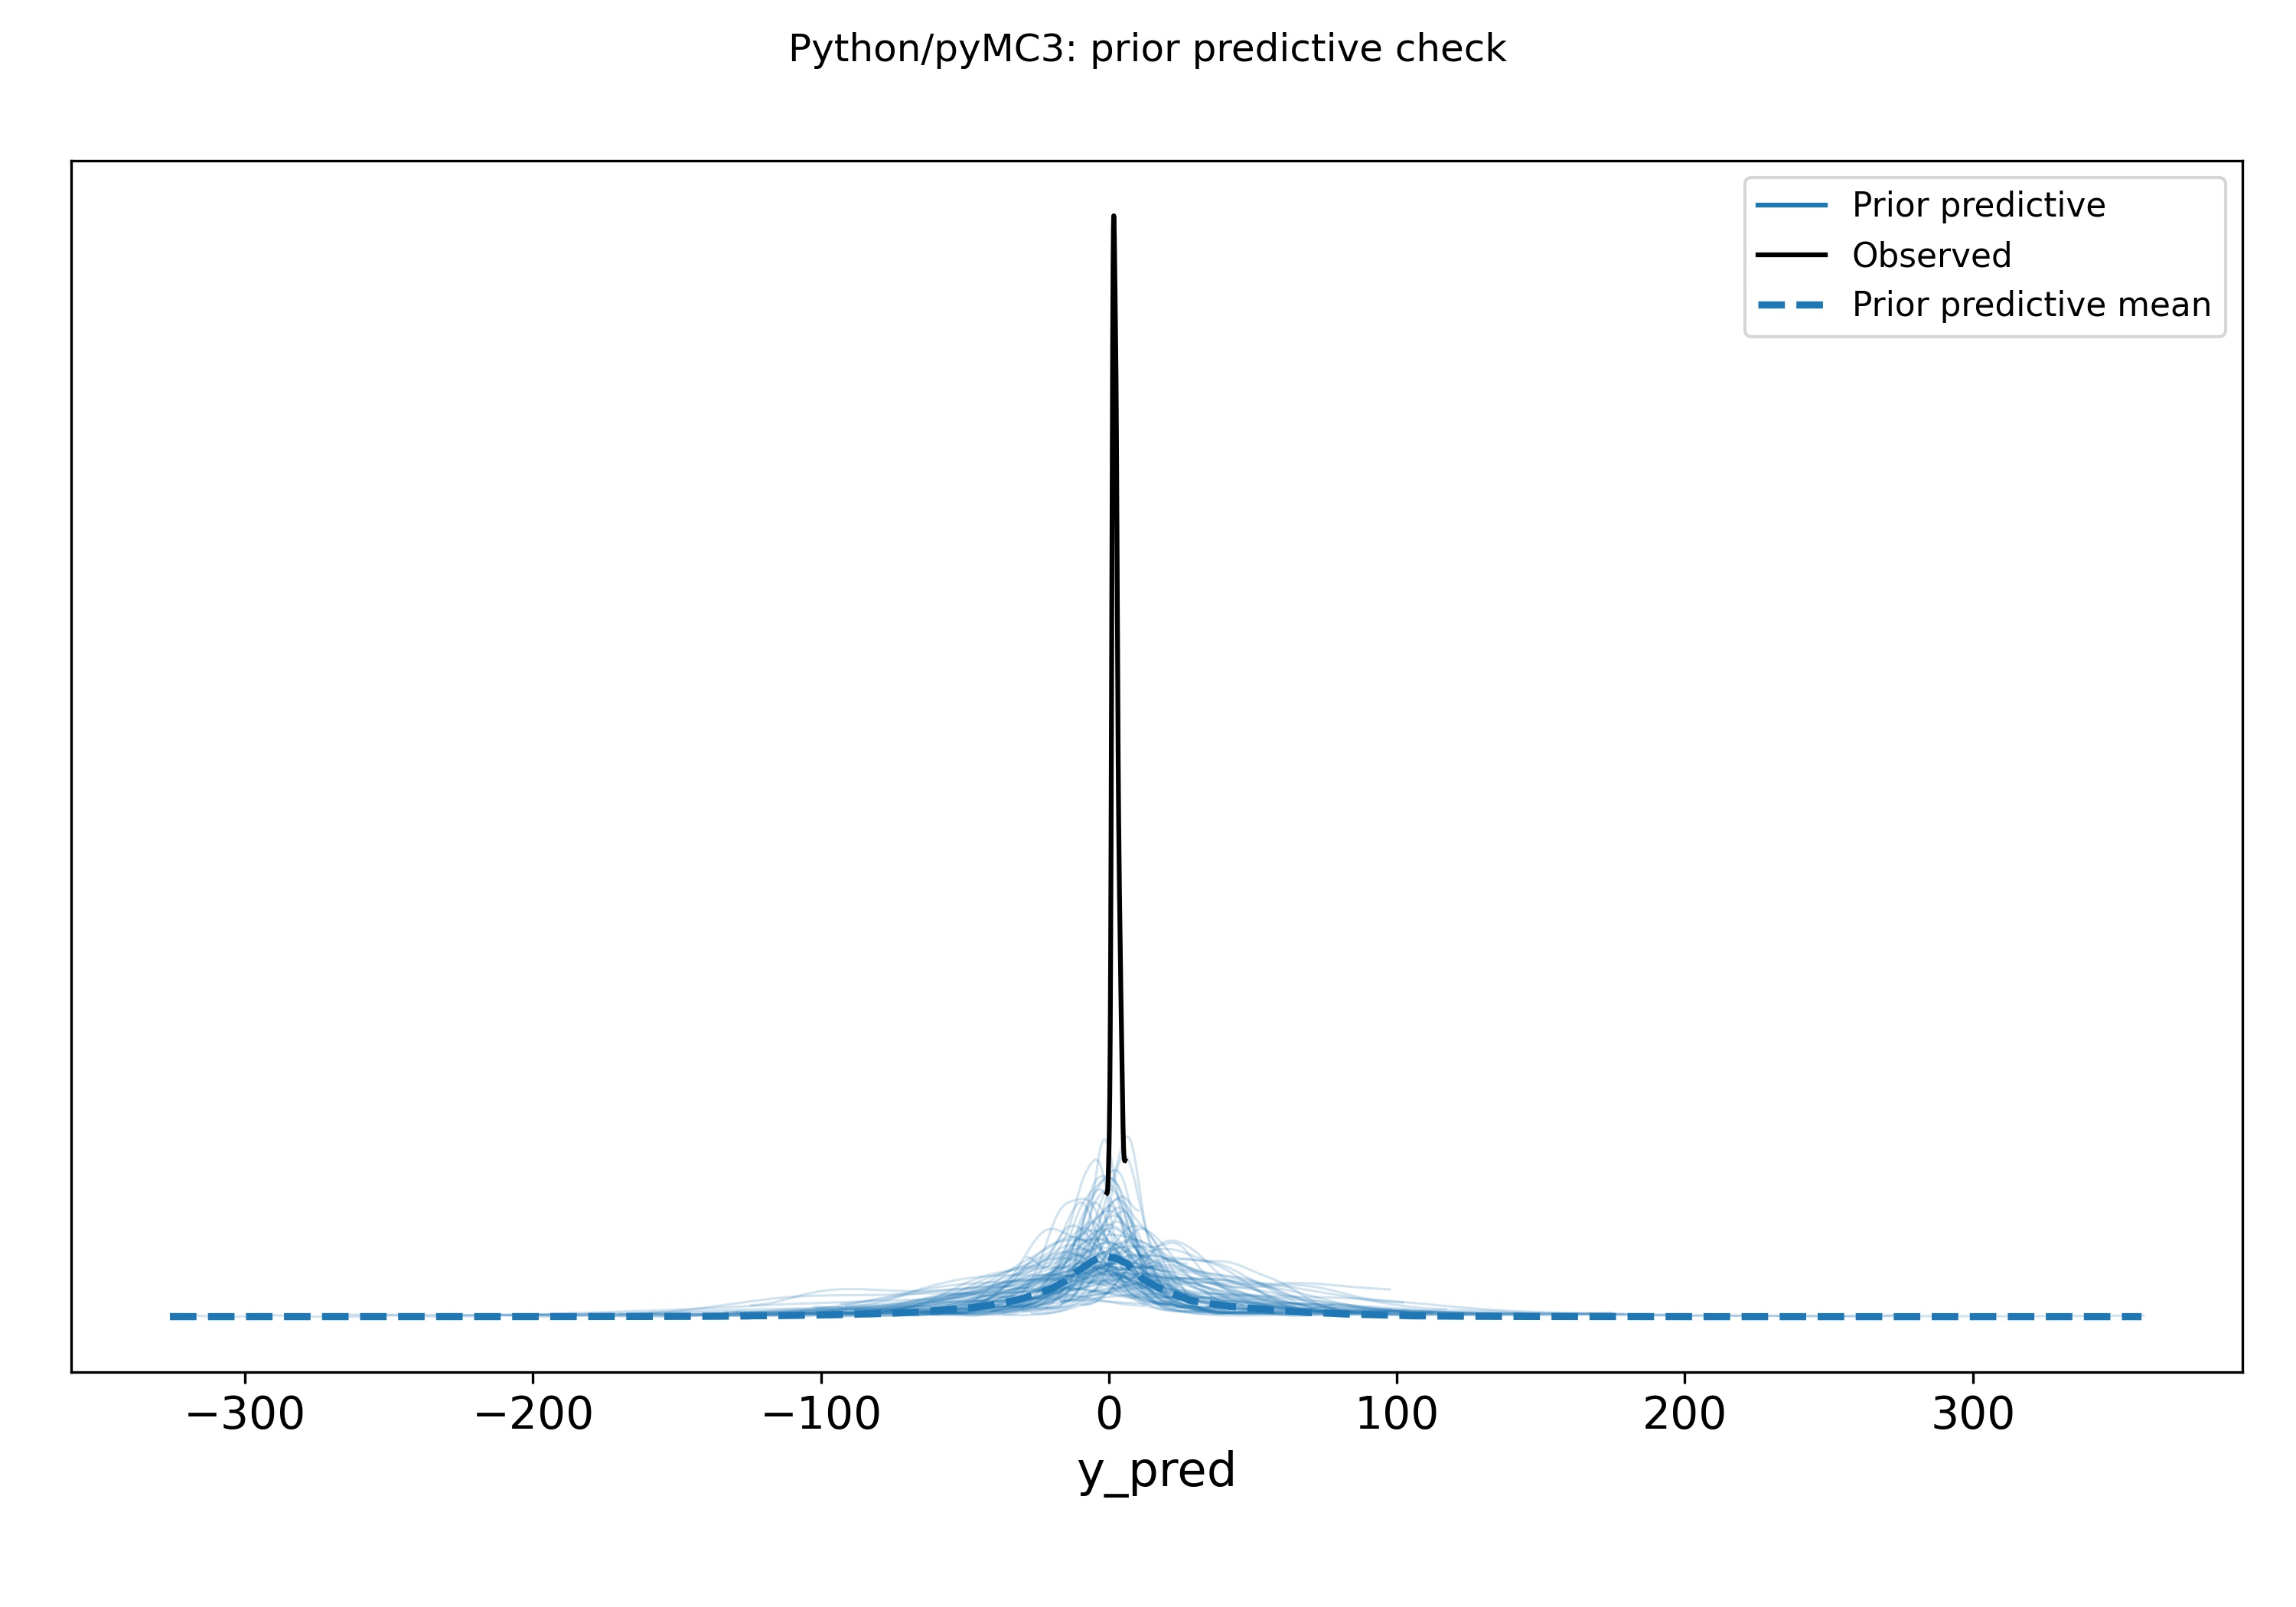 Python/pyMC3: prior predictive check
Prior predictive
Observed
Prior predictive mean
−300 −200 −100 0 100 200 300
y_pred